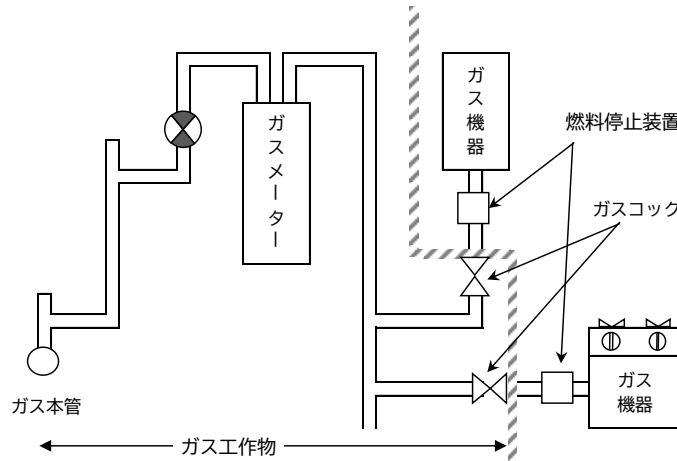 ガスメーター
ガス機器
燃料停止装置
ガスコック
ガス本管
ガス機器
ガス工作物